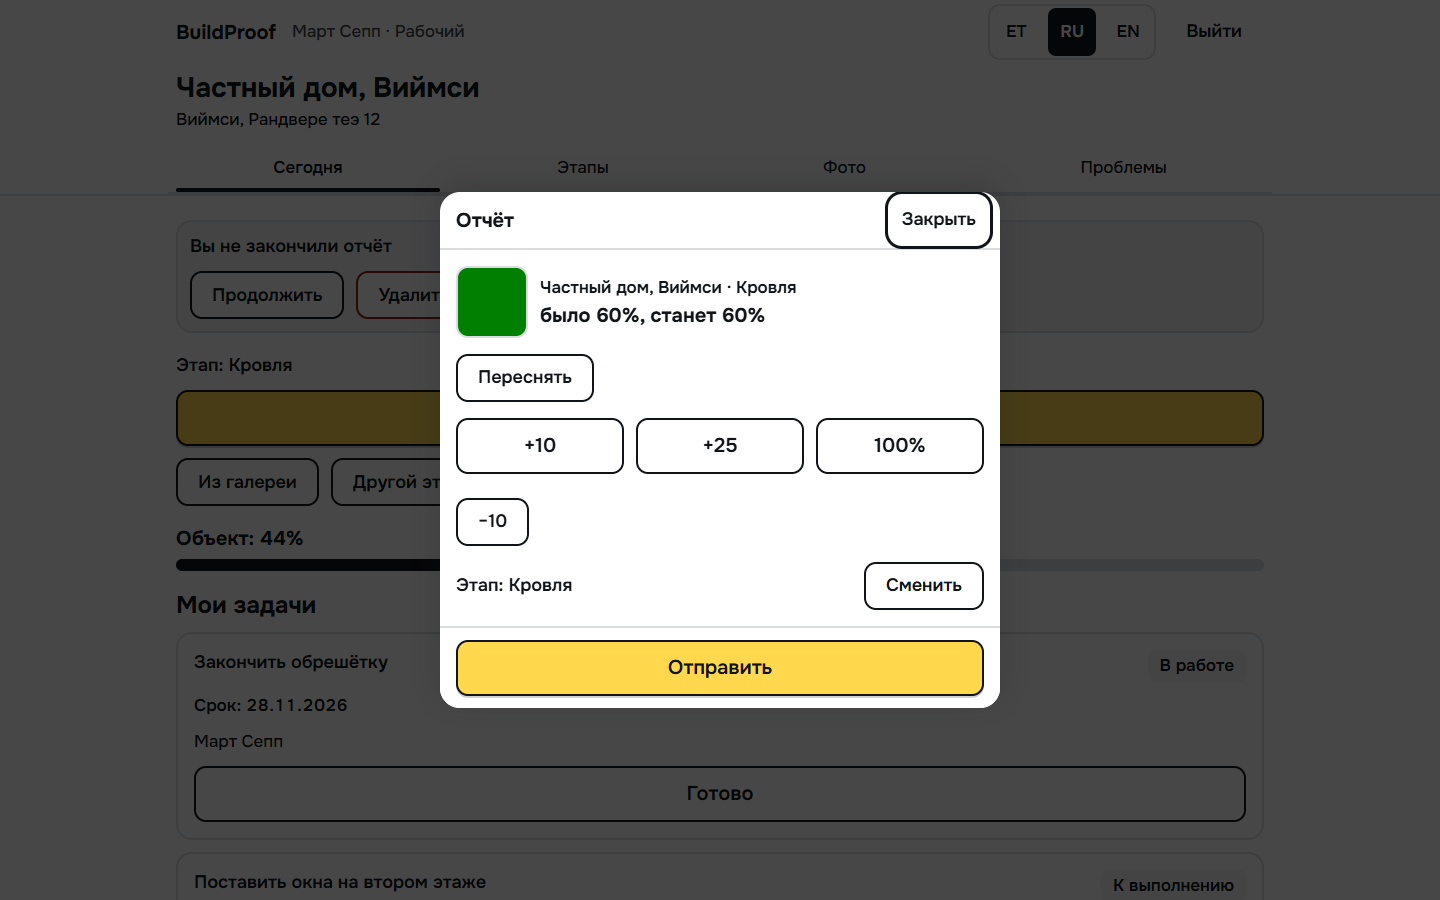 BuildProof Март Сепп · Рабочий ET RU EN Выйти
Частный дом, Виймси
Виймси, Рандвере теэ 12
Сегодня Этапы Фото Проблемы
Отчёт Закрыть
Вы не закончили отчёт
Продолжить
Частный дом, Виймси · Кровля
было 60%, станет 60%
Этап: Кровля
Переснять
+10 +25 100%
Из галереи
−10
Объект: 44%
Этап: Кровля Сменить
Мои задачи
Отправить
Закончить обрешётку В работе
Срок: 28.11.2026
Март Сепп
Готово
Поставить окна на втором этаже К выполнению